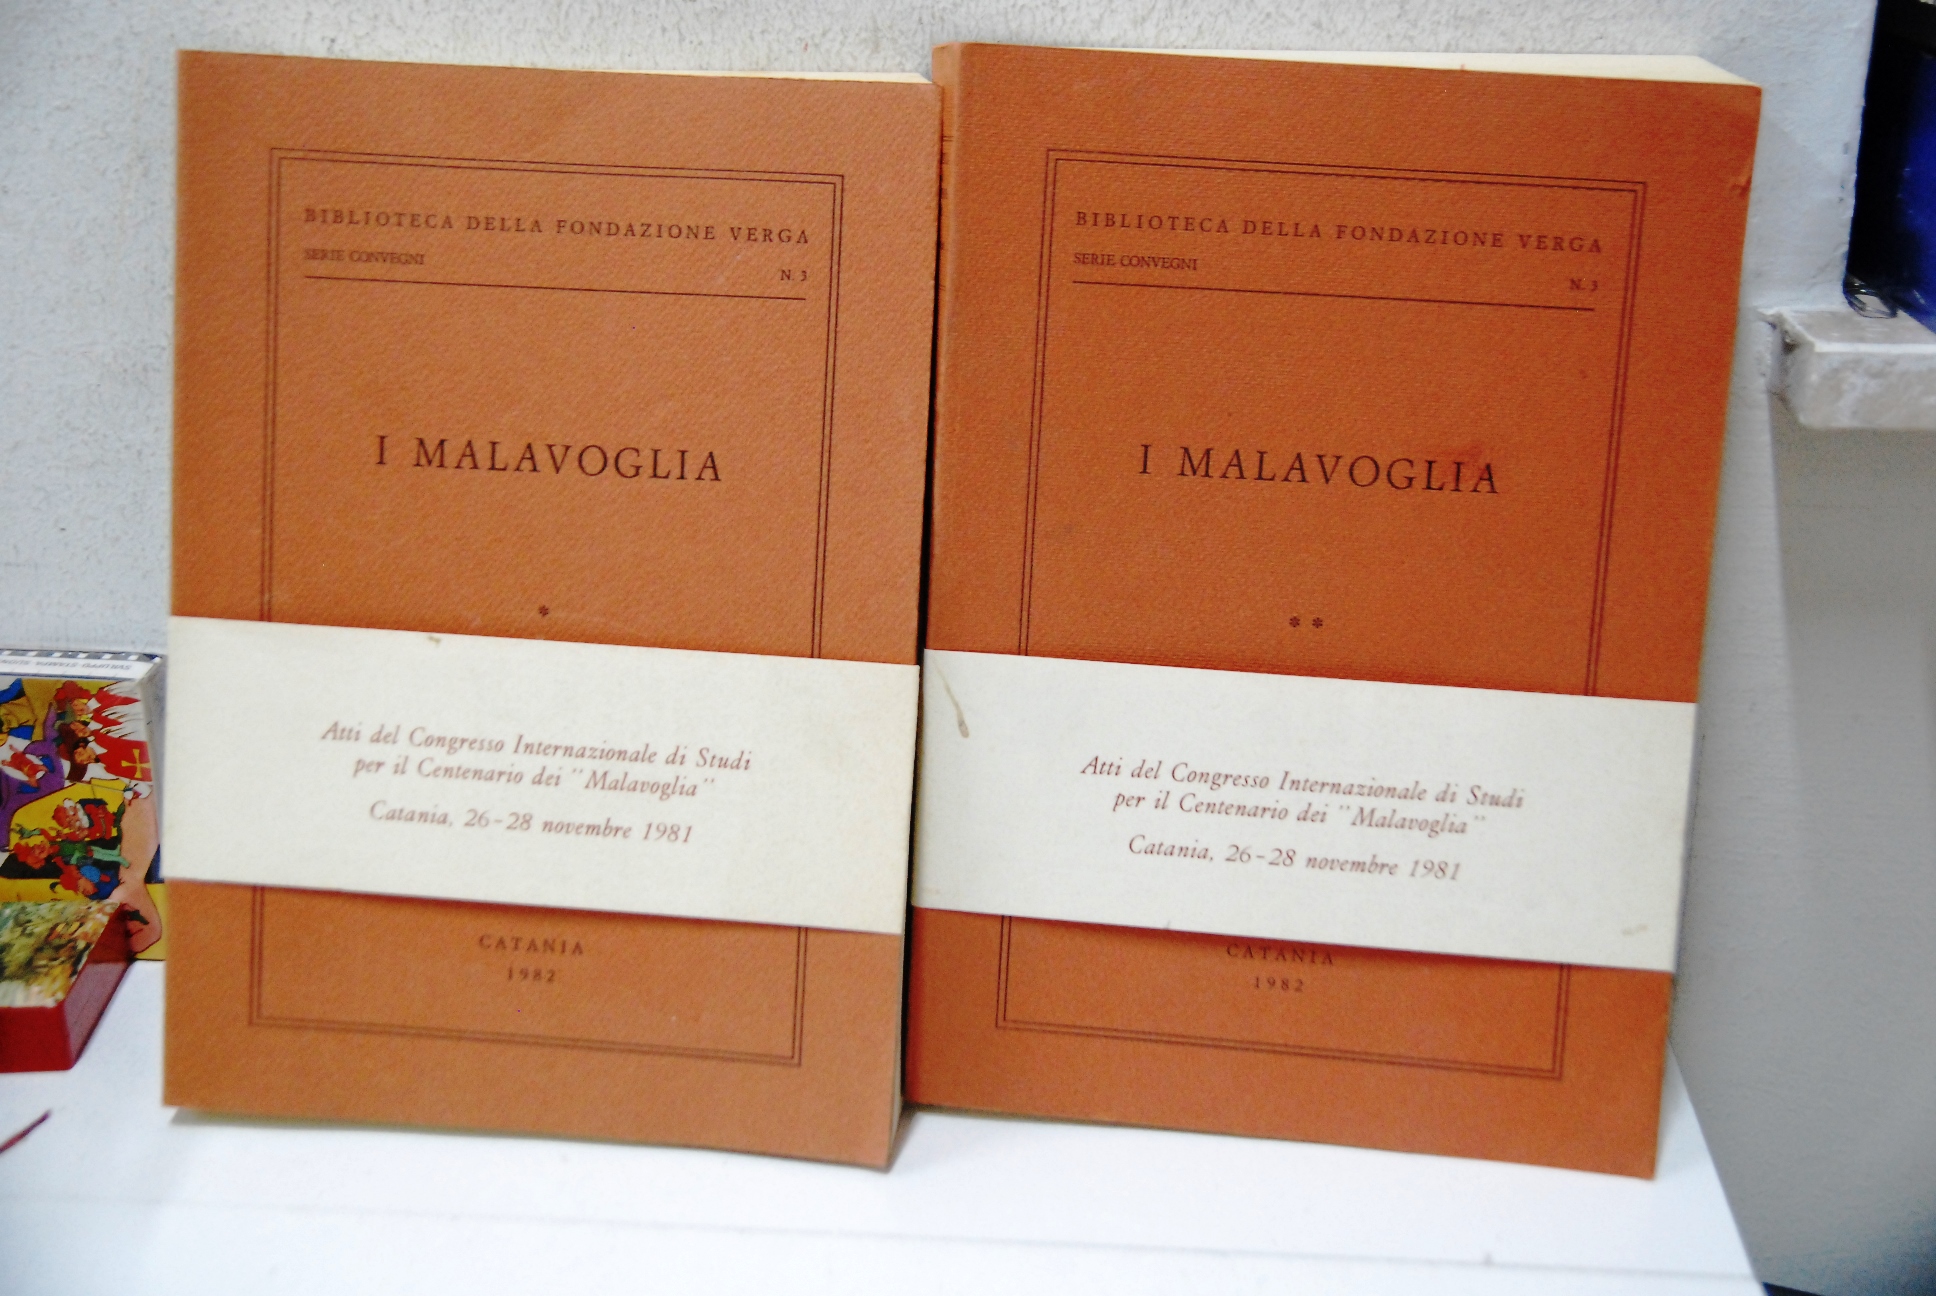 BIBLIOTECA DELLA FONDAZIONE VERGA
SERIE CONVEGNI
N. 3
I MALAVOGLIA
*
Atti del Congresso Internazionale di Studi
per il Centenario dei "Malavoglia"
Catania, 26-28 novembre 1981
CATANIA
1982
BIBLIOTECA DELLA FONDAZIONE VERGA
SERIE CONVEGNI
N. 3
I MALAVOGLIA
* *
Atti del Congresso Internazionale di Studi
per il Centenario dei "Malavoglia"
Catania, 26-28 novembre 1981
CATANIA
1982